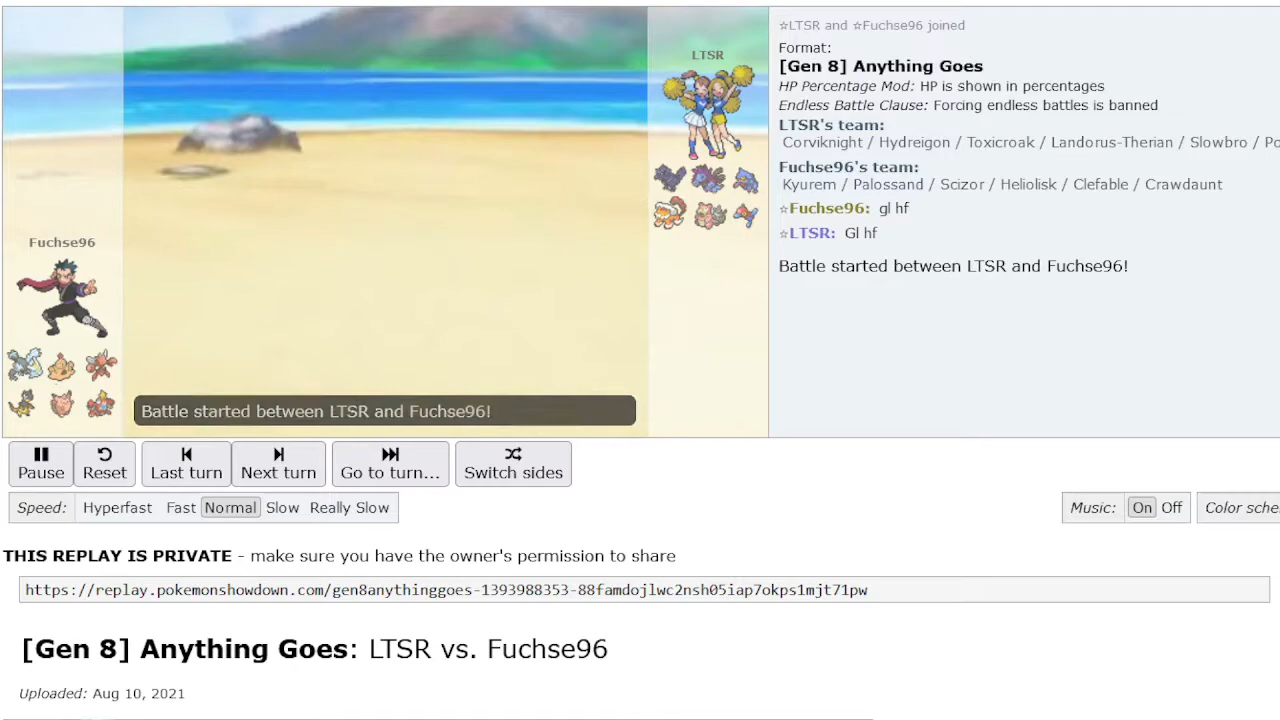 ☆LTSR and ☆Fuchse96 joined
Format:
[Gen 8] Anything Goes
HP Percentage Mod: HP is shown in percentages
Endless Battle Clause: Forcing endless battles is banned
LTSR's team:
Corviknight / Hydreigon / Toxicroak / Landorus-Therian / Slowbro / Po
Fuchse96's team:
Kyurem / Palossand / Scizor / Heliolisk / Clefable / Crawdaunt
☆Fuchse96: gl hf
☆LTSR: Gl hf
Battle started between LTSR and Fuchse96!
LTSR
Fuchse96
Battle started between LTSR and Fuchse96!
Pause Reset Last turn Next turn Go to turn... Switch sides
Speed: Hyperfast Fast Normal Slow Really Slow Music: On Off Color sche
THIS REPLAY IS PRIVATE - make sure you have the owner's permission to share
https://replay.pokemonshowdown.com/gen8anythinggoes-1393988353-88famdojlwc2nsh05iap7okps1mjt71pw
[Gen 8] Anything Goes: LTSR vs. Fuchse96
Uploaded: Aug 10, 2021